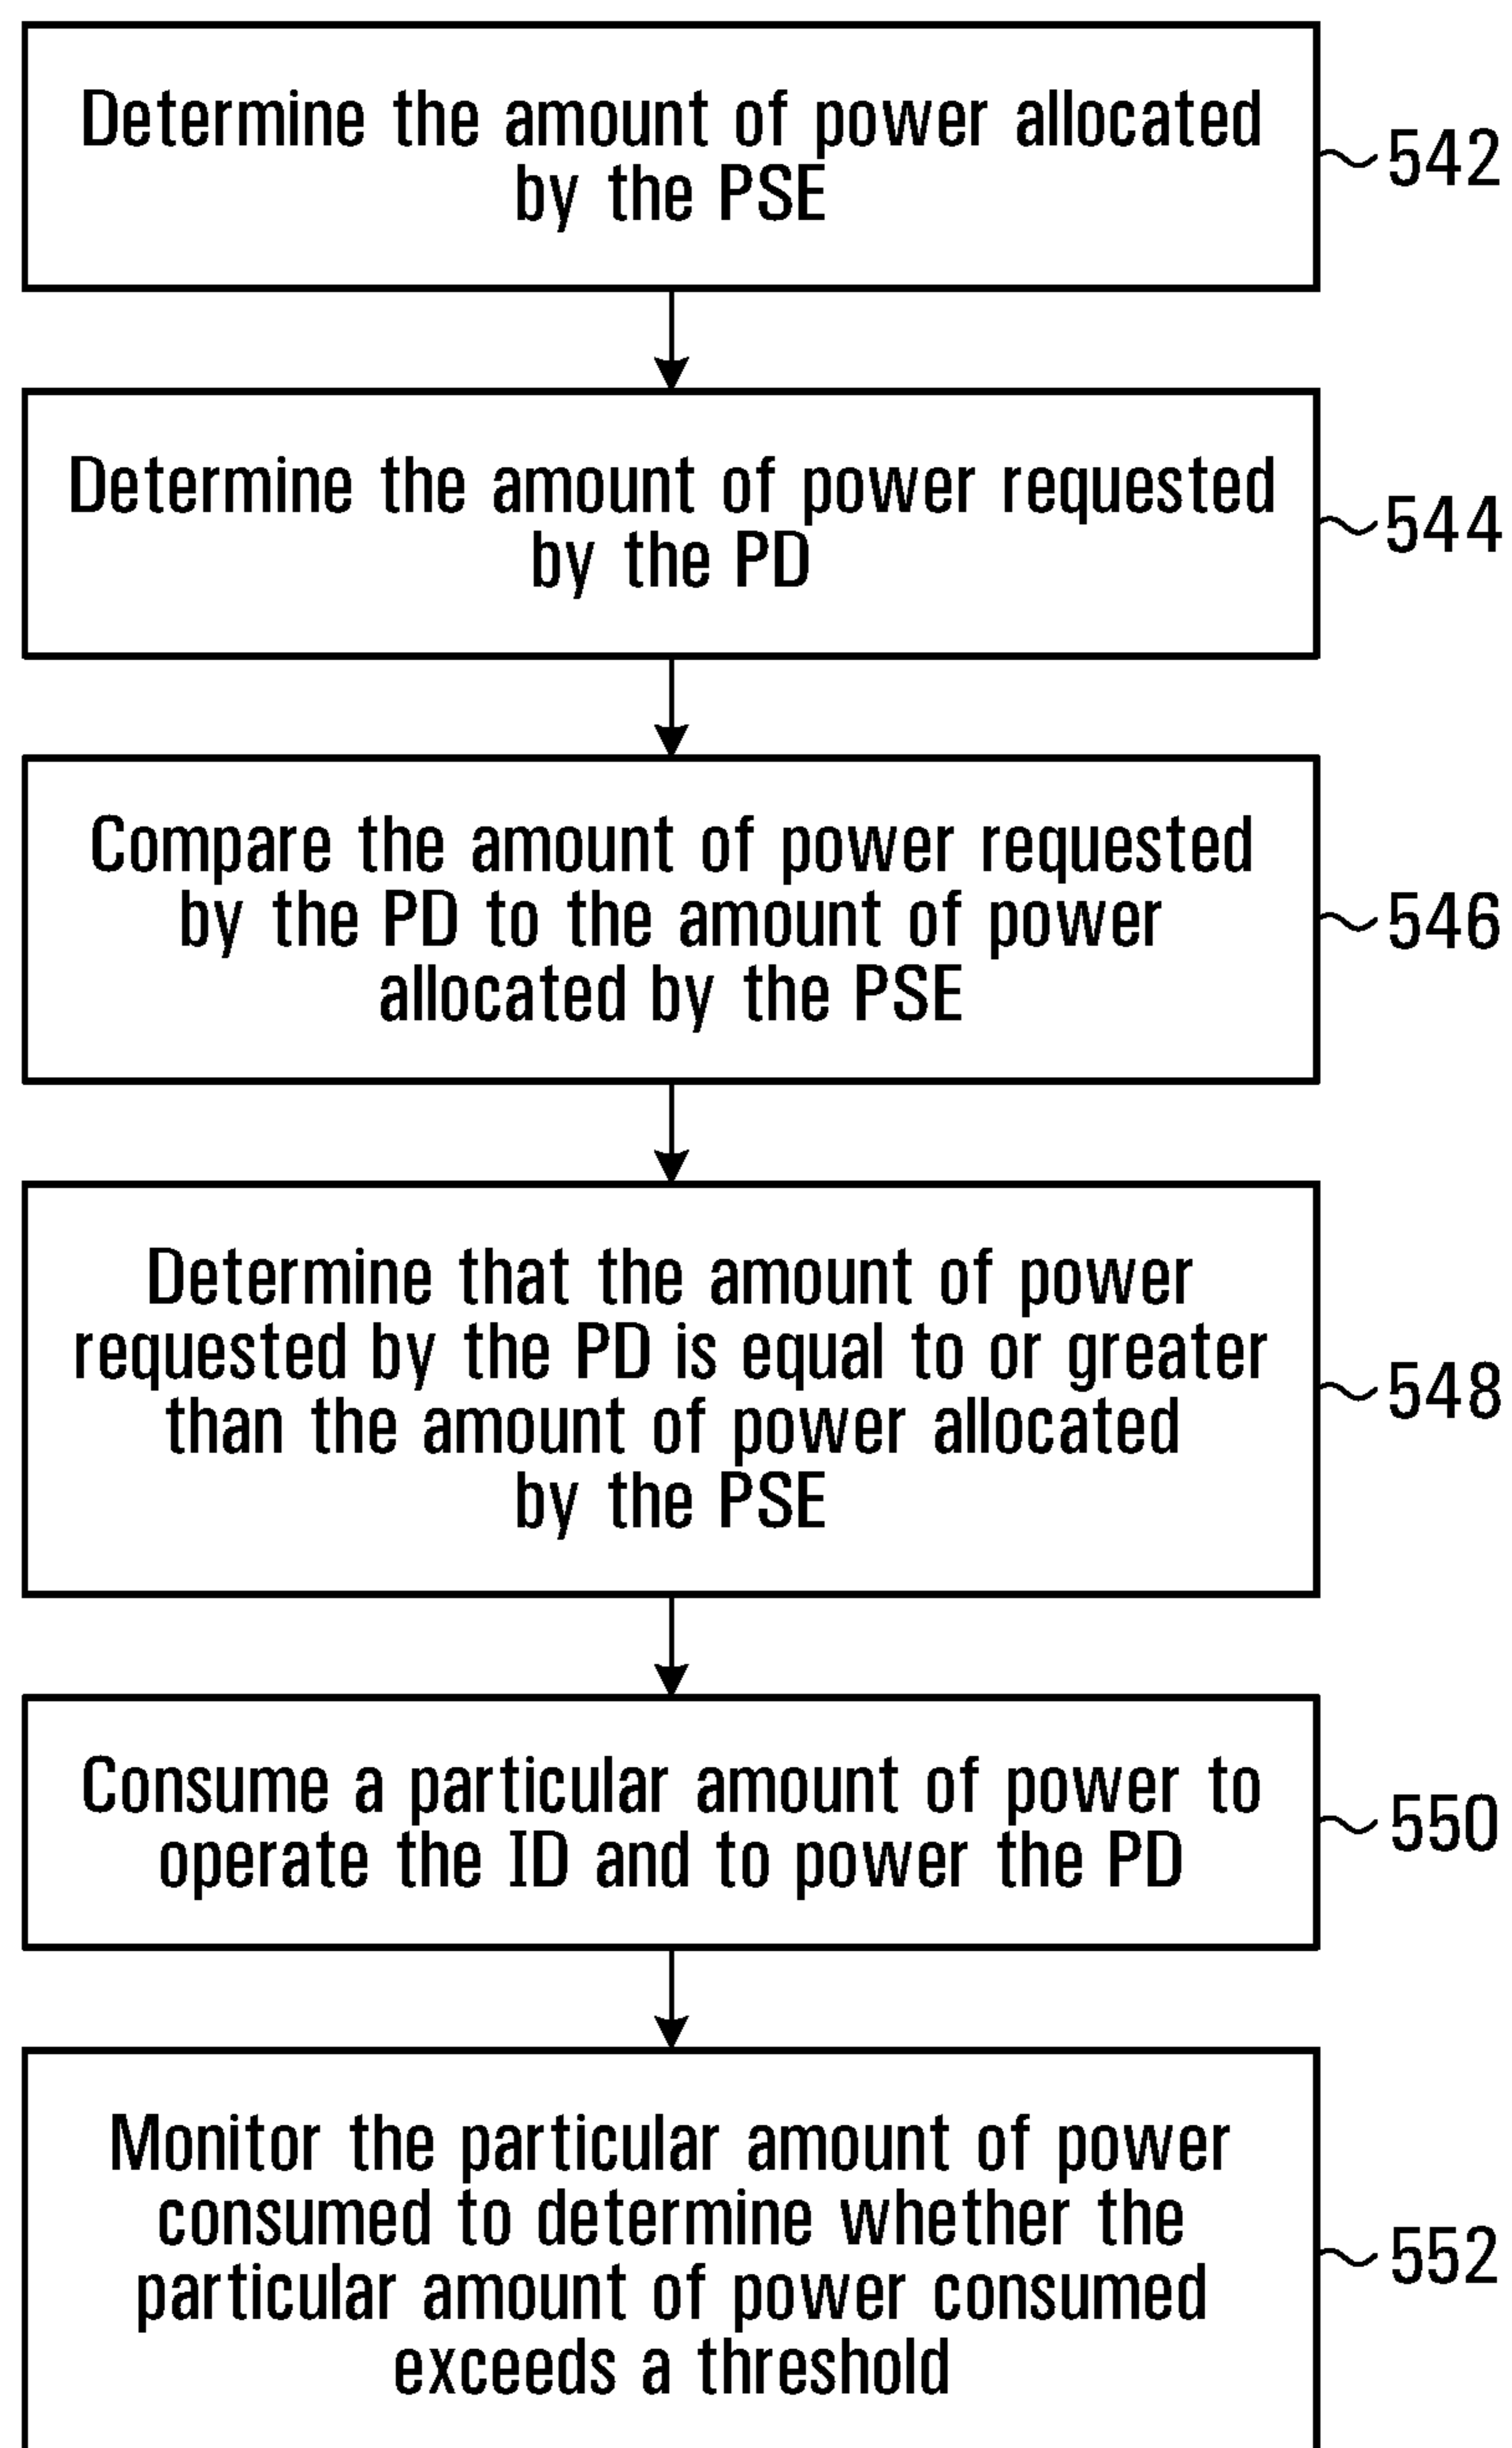 Determine the amount of power allocated
by the PSE
542
Determine the amount of power requested
by the PD
544
Compare the amount of power requested
by the PD to the amount of power
allocated by the PSE
546
Determine that the amount of power
requested by the PD is equal to or greater
than the amount of power allocated
by the PSE
548
Consume a particular amount of power to
operate the ID and to power the PD
550
Monitor the particular amount of power
consumed to determine whether the
particular amount of power consumed
exceeds a threshold
552